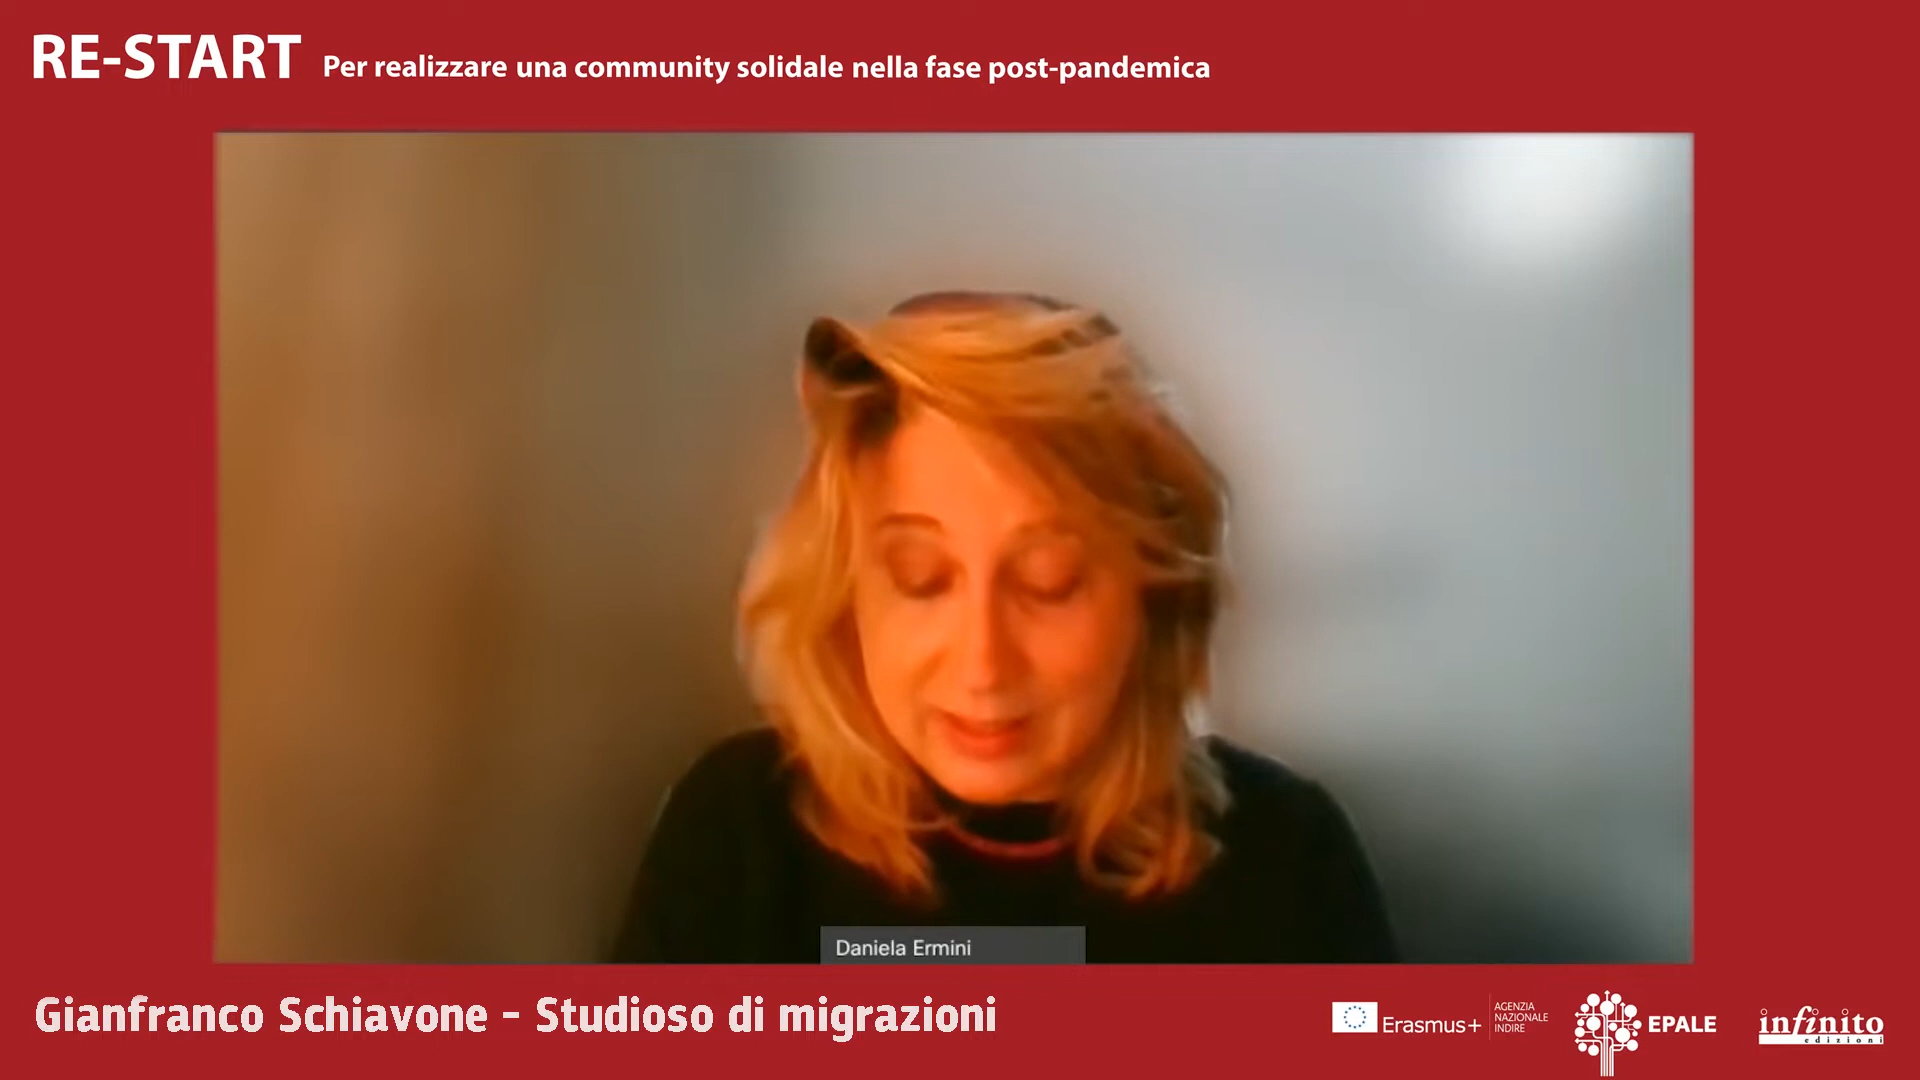 RE-START Per realizzare una community solidale nella fase post-pandemica
Daniela Ermini
Gianfranco Schiavone - Studioso di migrazioni
Erasmus+
AGENZIA
NAZIONALE
INDIRE
EPALE
infinito
edizioni